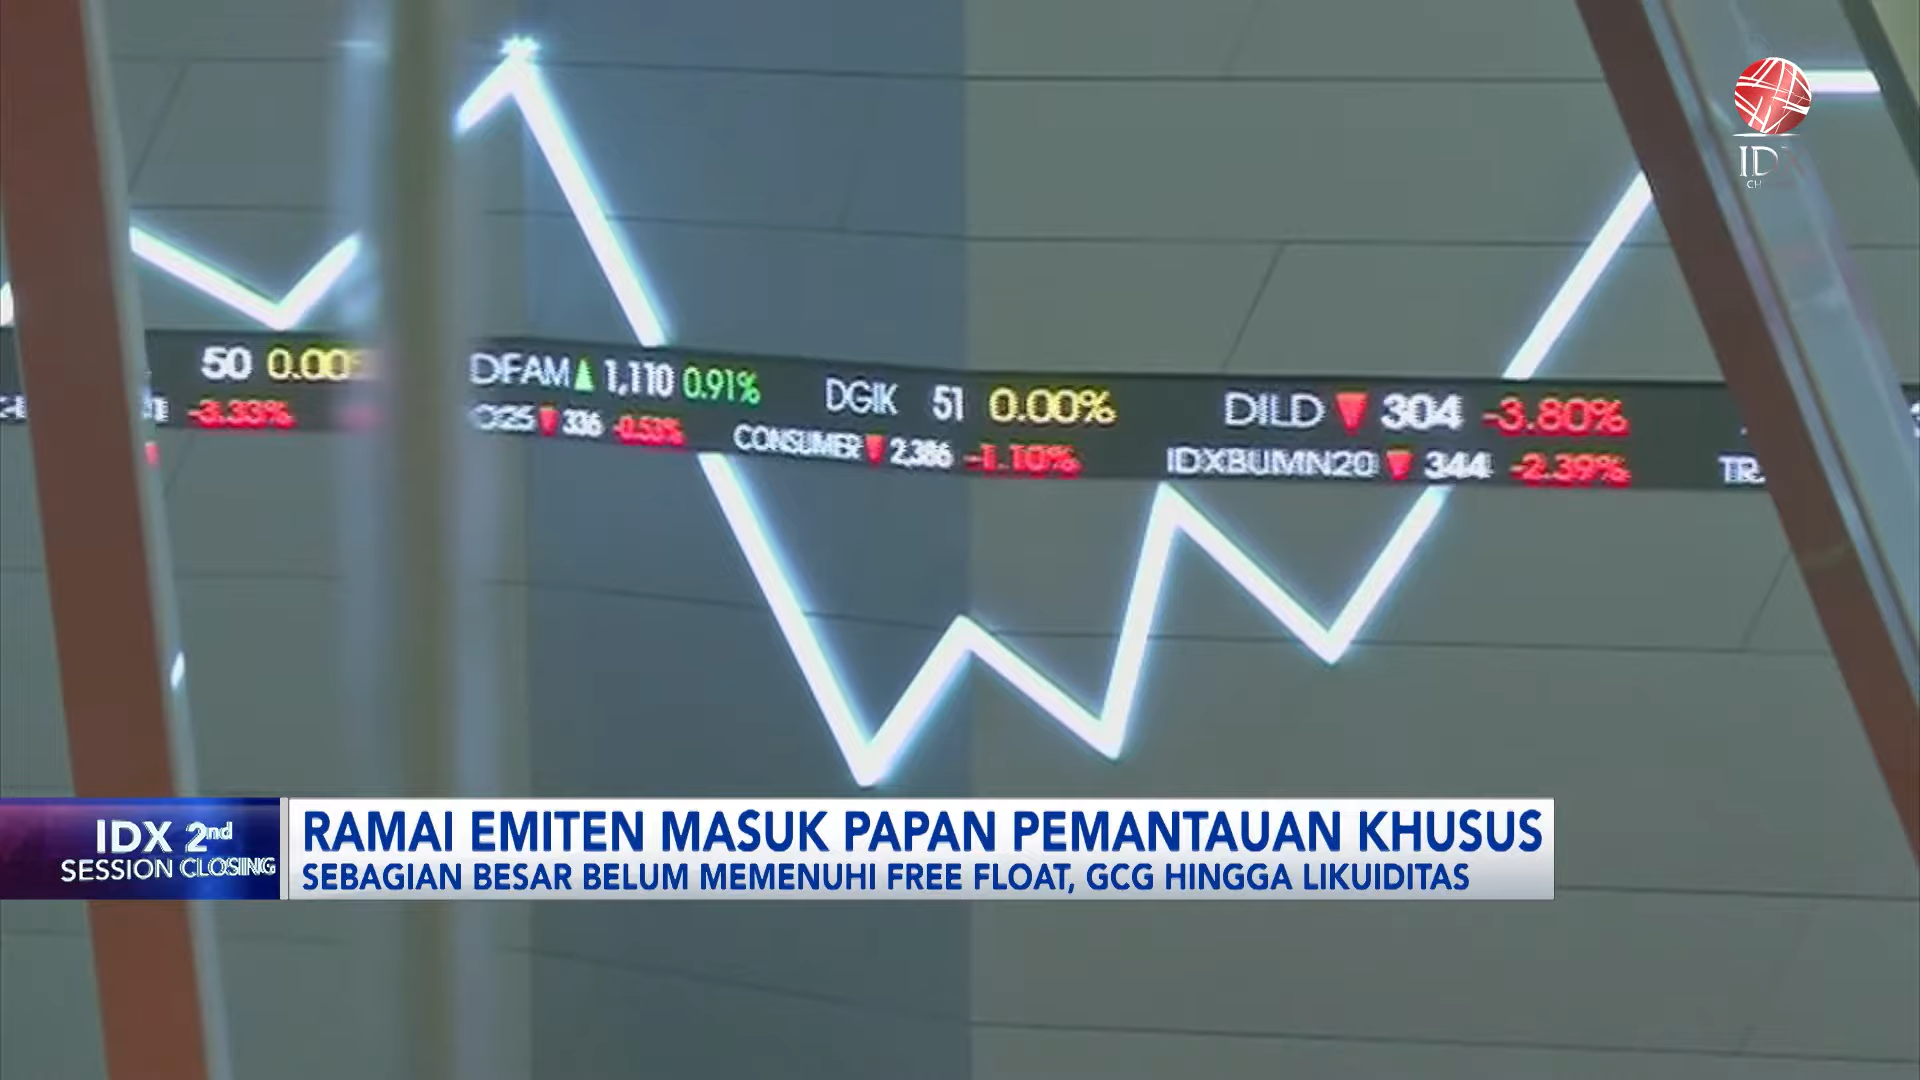 50 0.00%
DFAM ▲ 1,110 0.91%
DGIK 51 0.00%
DILD ▼ 304 -3.80%
-3.33%
▼ 336 -0.53%
CONSUMER ▼ 2,386 -1.10%
IDXBUMN20 ▼ 344 -2.39%
IDX 2nd
SESSION CLOSING
RAMAI EMITEN MASUK PAPAN PEMANTAUAN KHUSUS
SEBAGIAN BESAR BELUM MEMENUHI FREE FLOAT, GCG HINGGA LIKUIDITAS